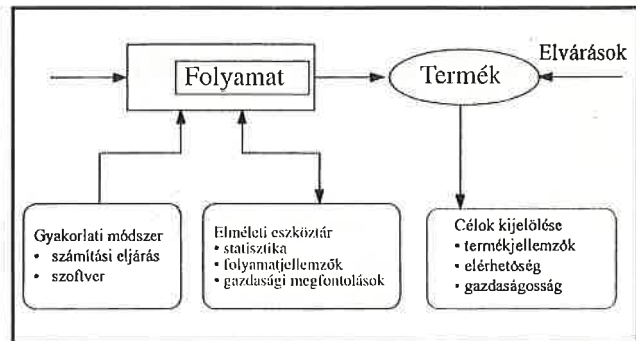 Folyamat
Termék
Elvárások
Gyakorlati módszer
• számítási eljárás
• szoftver
Elméleti eszköztár
• statisztika
• folyamatjellemzők
• gazdasági megfontolások
Célok kijelölése
• termékjellemzők
• elérhetőség
• gazdaságosság